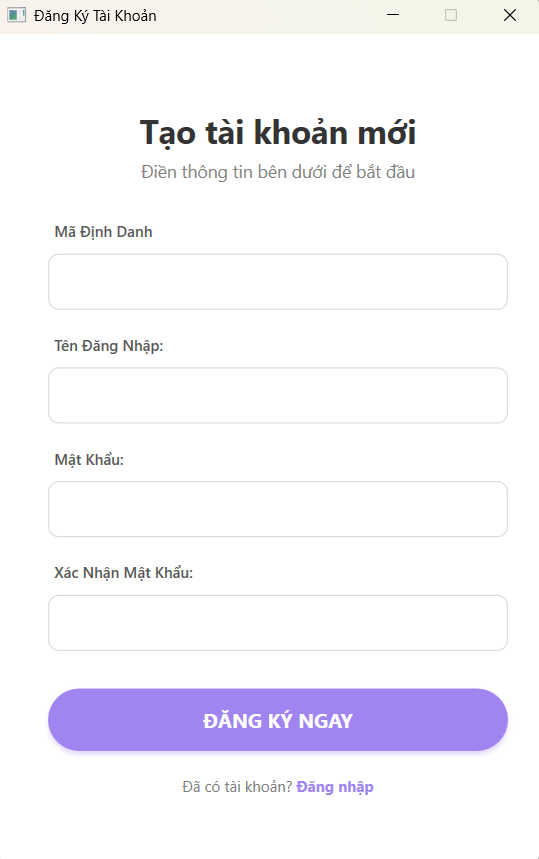 Đăng Ký Tài Khoản
Tạo tài khoản mới
Điền thông tin bên dưới để bắt đầu
Mã Định Danh
Tên Đăng Nhập:
Mật Khẩu:
Xác Nhận Mật Khẩu:
ĐĂNG KÝ NGAY
Đã có tài khoản? Đăng nhập